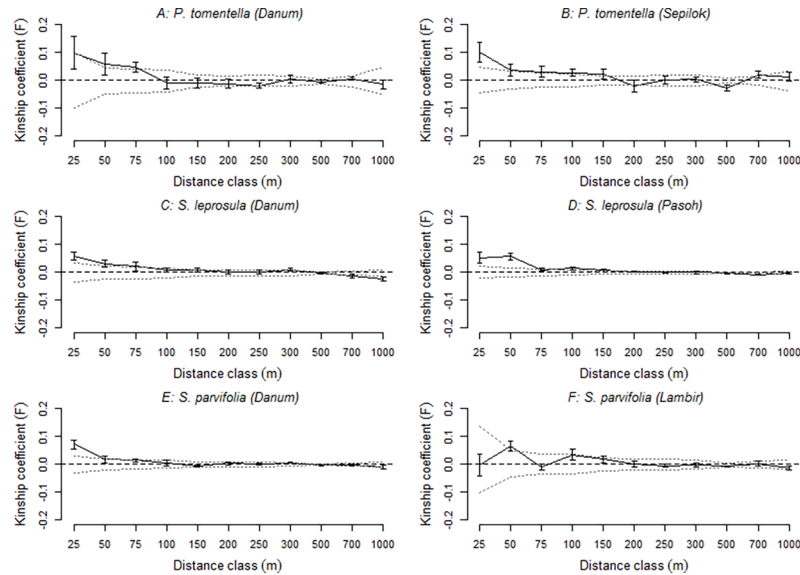 A: P. tomentella (Danum)
Kinship coefficient (F)
0.2
0.1
0.0
-0.1
-0.2
25 50 75 100 150 200 250 300 500 700 1000
Distance class (m)
B: P. tomentella (Sepilok)
Kinship coefficient (F)
0.2
0.1
0.0
-0.1
-0.2
25 50 75 100 150 200 250 300 500 700 1000
Distance class (m)
C: S. leprosula (Danum)
Kinship coefficient (F)
0.2
0.1
0.0
-0.1
-0.2
25 50 75 100 150 200 250 300 500 700 1000
Distance class (m)
D: S. leprosula (Pasoh)
Kinship coefficient (F)
0.2
0.1
0.0
-0.1
-0.2
25 50 75 100 150 200 250 300 500 700 1000
Distance class (m)
E: S. parvifolia (Danum)
Kinship coefficient (F)
0.2
0.1
0.0
-0.1
-0.2
25 50 75 100 150 200 250 300 500 700 1000
Distance class (m)
F: S. parvifolia (Lambir)
Kinship coefficient (F)
0.2
0.1
0.0
-0.1
-0.2
25 50 75 100 150 200 250 300 500 700 1000
Distance class (m)